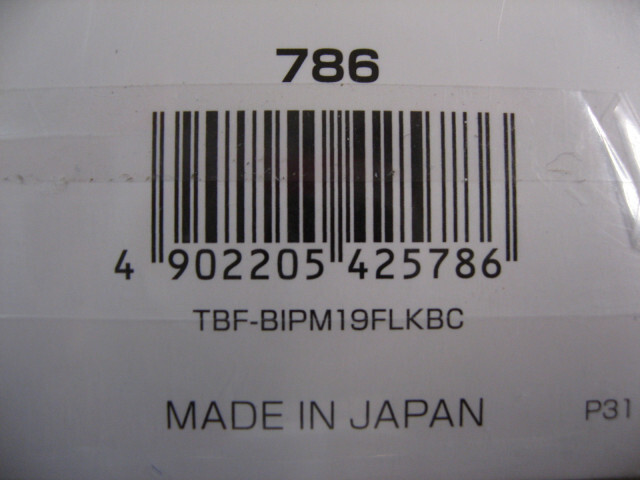 786
4 902205 425786
TBF-BIPM19FLKBC
MADE IN JAPAN P31